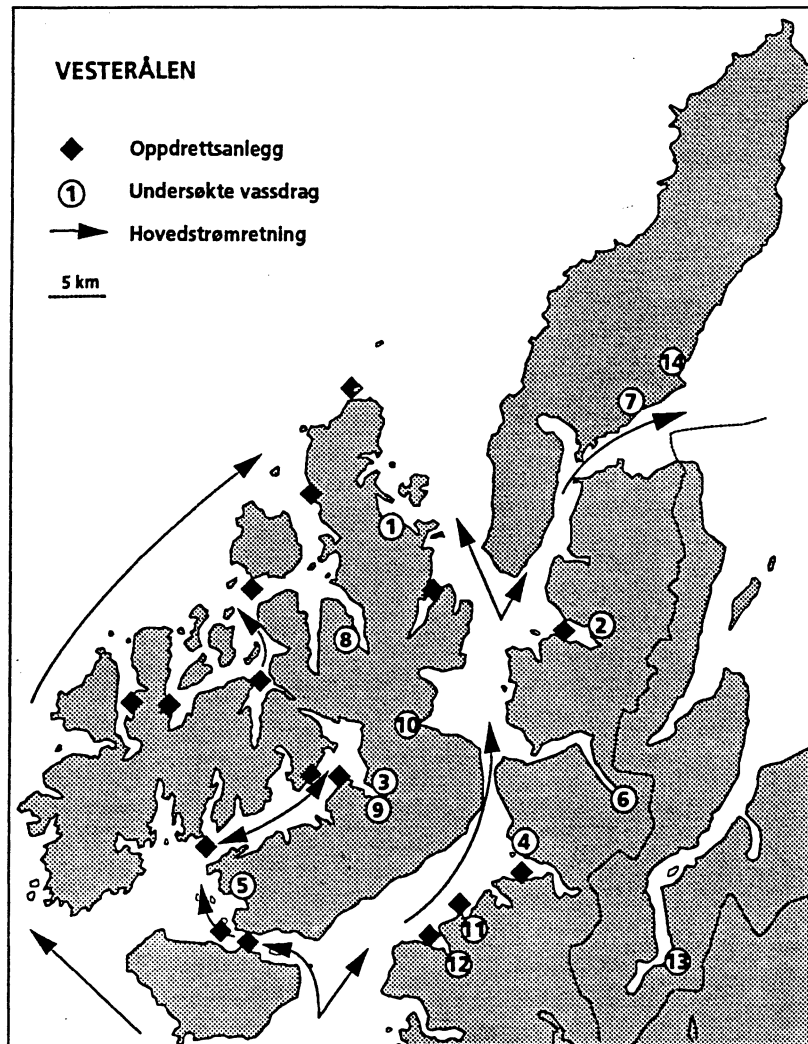 VESTERÅLEN
Oppdrettsanlegg
1 Undersøkte vassdrag
Hovedstrømretning
5 km
14
7
1
2
8
10
3
9
6
4
5
11
12
13